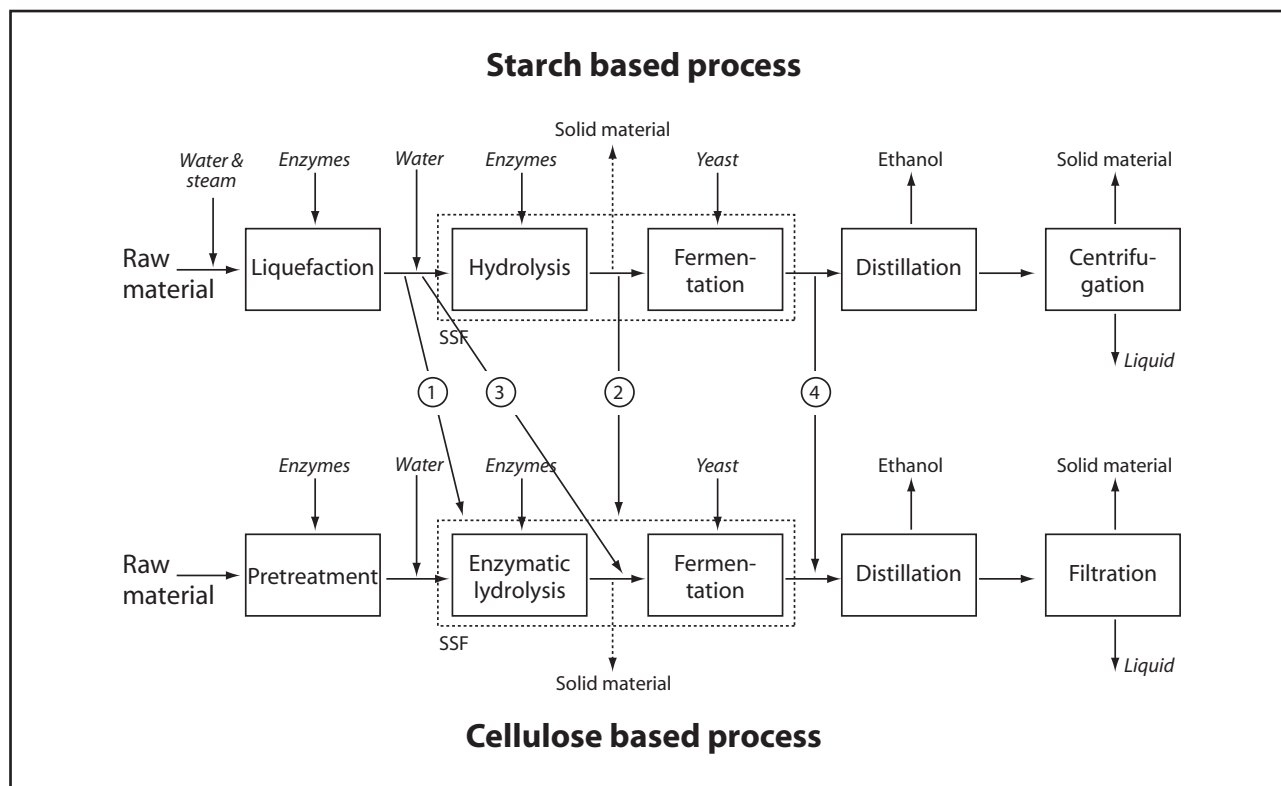 Starch based process
Solid material
Water &
steam
Enzymes
Water
Enzymes
Yeast
Ethanol
Solid material
Raw
material
Liquefaction
Hydrolysis
Fermen-
tation
Distillation
Centrifu-
gation
SSF
Liquid
1
3
2
4
Enzymes
Water
Enzymes
Yeast
Ethanol
Solid material
Raw
material
Pretreatment
Enzymatic
lydrolysis
Fermen-
tation
Distillation
Filtration
SSF
Solid material
Liquid
Cellulose based process